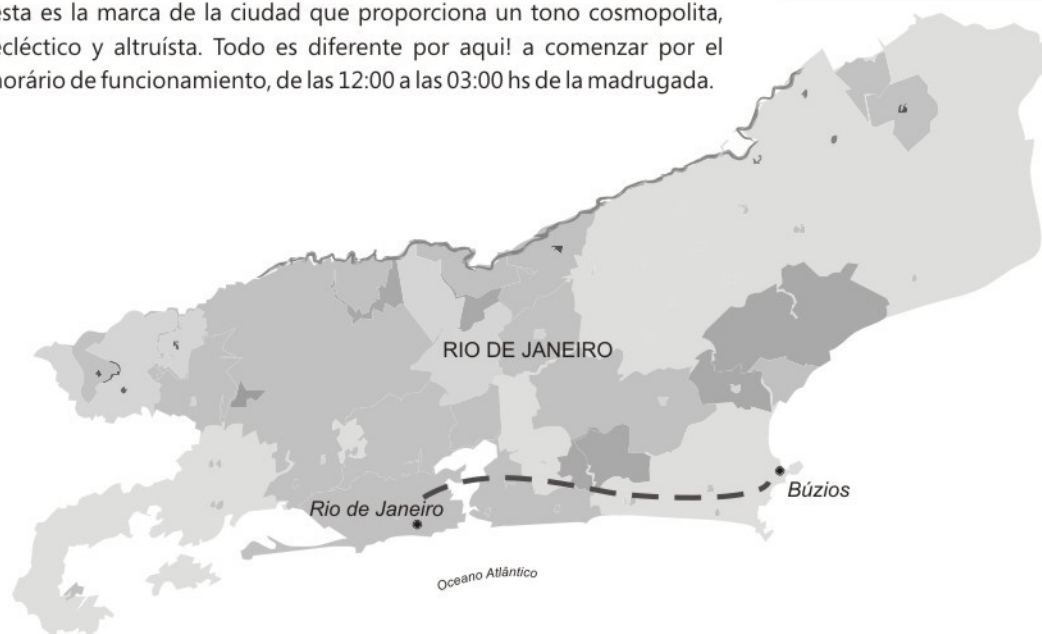 esta es la marca de la ciudad que proporciona un tono cosmopolita,
ecléctico y altruísta. Todo es diferente por aqui! a comenzar por el
horário de funcionamiento, de las 12:00 a las 03:00 hs de la madrugada.
RIO DE JANEIRO
Búzios
Rio de Janeiro
Oceano Atlântico